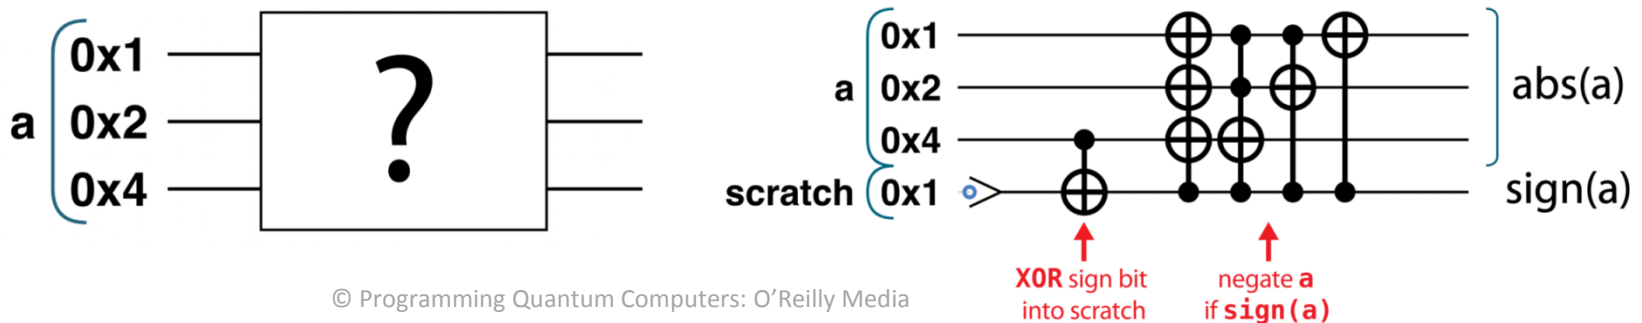 0x1
a 0x2
0x4
?
a 0x1
0x2
0x4
scratch 0x1
abs(a)
sign(a)
XOR sign bit
into scratch
negate a
if sign(a)
© Programming Quantum Computers: O’Reilly Media